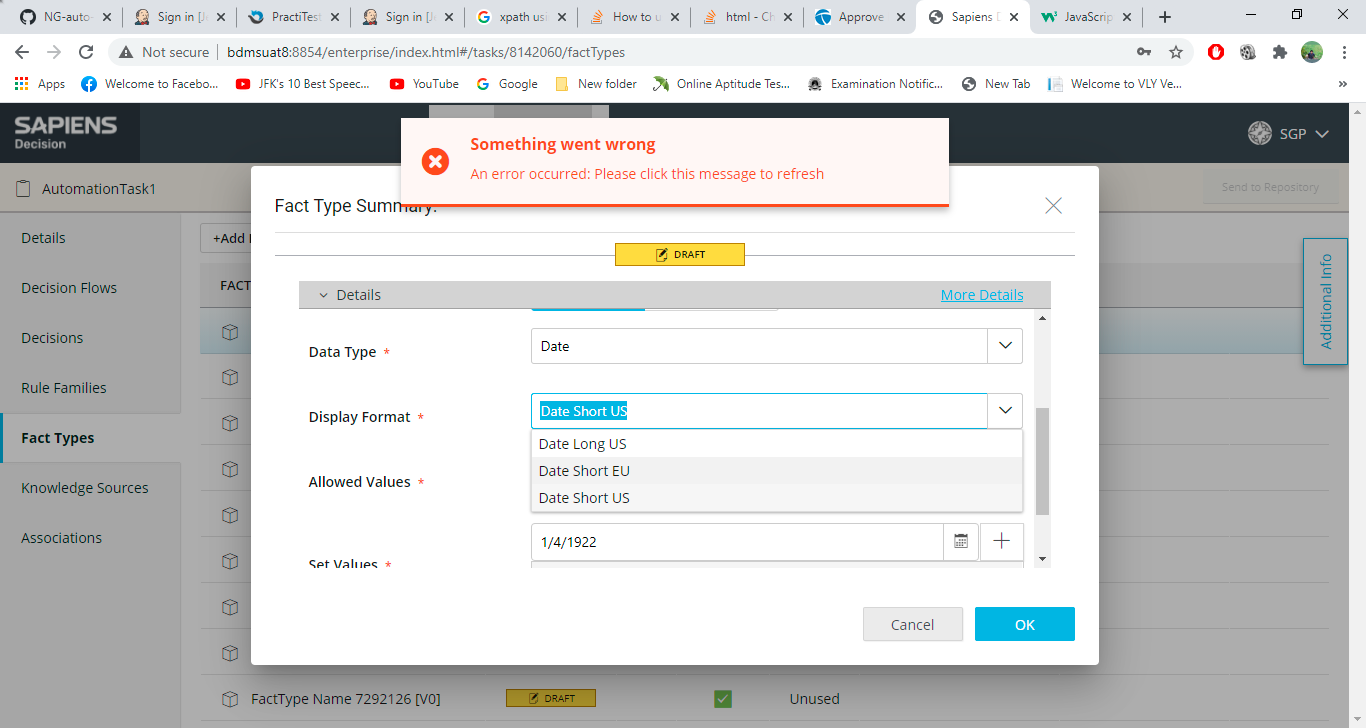 NG-auto-
Sign in [J
PractiTest
Sign in [J
xpath usi
How to u
html - Ch
Approve
Sapiens D
JavaScrip
Not secure | bdmsuat8:8854/enterprise/index.html#/tasks/8142060/factTypes
Apps
Welcome to Facebo...
JFK's 10 Best Speec...
YouTube
Google
New folder
Online Aptitude Tes...
Examination Notific...
New Tab
Welcome to VLY Ve...
»
SAPIENS
Decision
SGP
Something went wrong
An error occurred: Please click this message to refresh
AutomationTask1
Send to Repository
Details
Decision Flows
Decisions
Rule Families
Fact Types
Knowledge Sources
Associations
+Add
FACT
Additional Info
Fact Type Summary:
DRAFT
Details
More Details
Data Type *
Date
Display Format *
Date Short US
Date Long US
Date Short EU
Date Short US
Allowed Values *
1/4/1922
Set Values *
Cancel
OK
FactType Name 7292126 [V0]
DRAFT
Unused